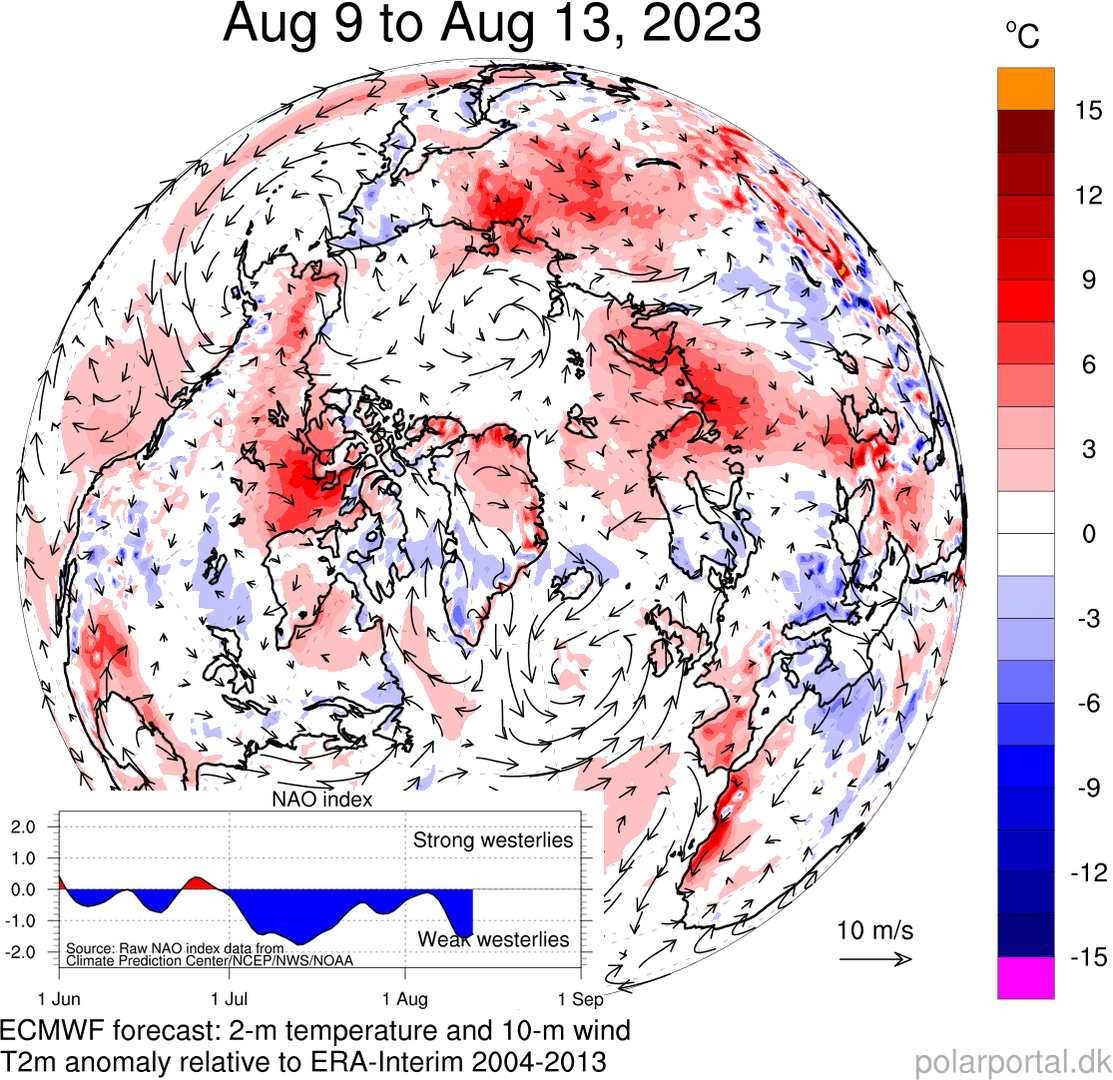 Aug 9 to Aug 13, 2023
oC
15
12
9
6
3
0
-3
-6
-9
-12
-15
10 m/s
NAO index
2.0
1.0
0.0
-1.0
-2.0
Strong westerlies
Weak westerlies
Source: Raw NAO index data from
Climate Prediction Center/NCEP/NWS/NOAA
1 Jun
1 Jul
1 Aug
1 Sep
ECMWF forecast: 2-m temperature and 10-m wind
T2m anomaly relative to ERA-Interim 2004-2013
polarportal.dk